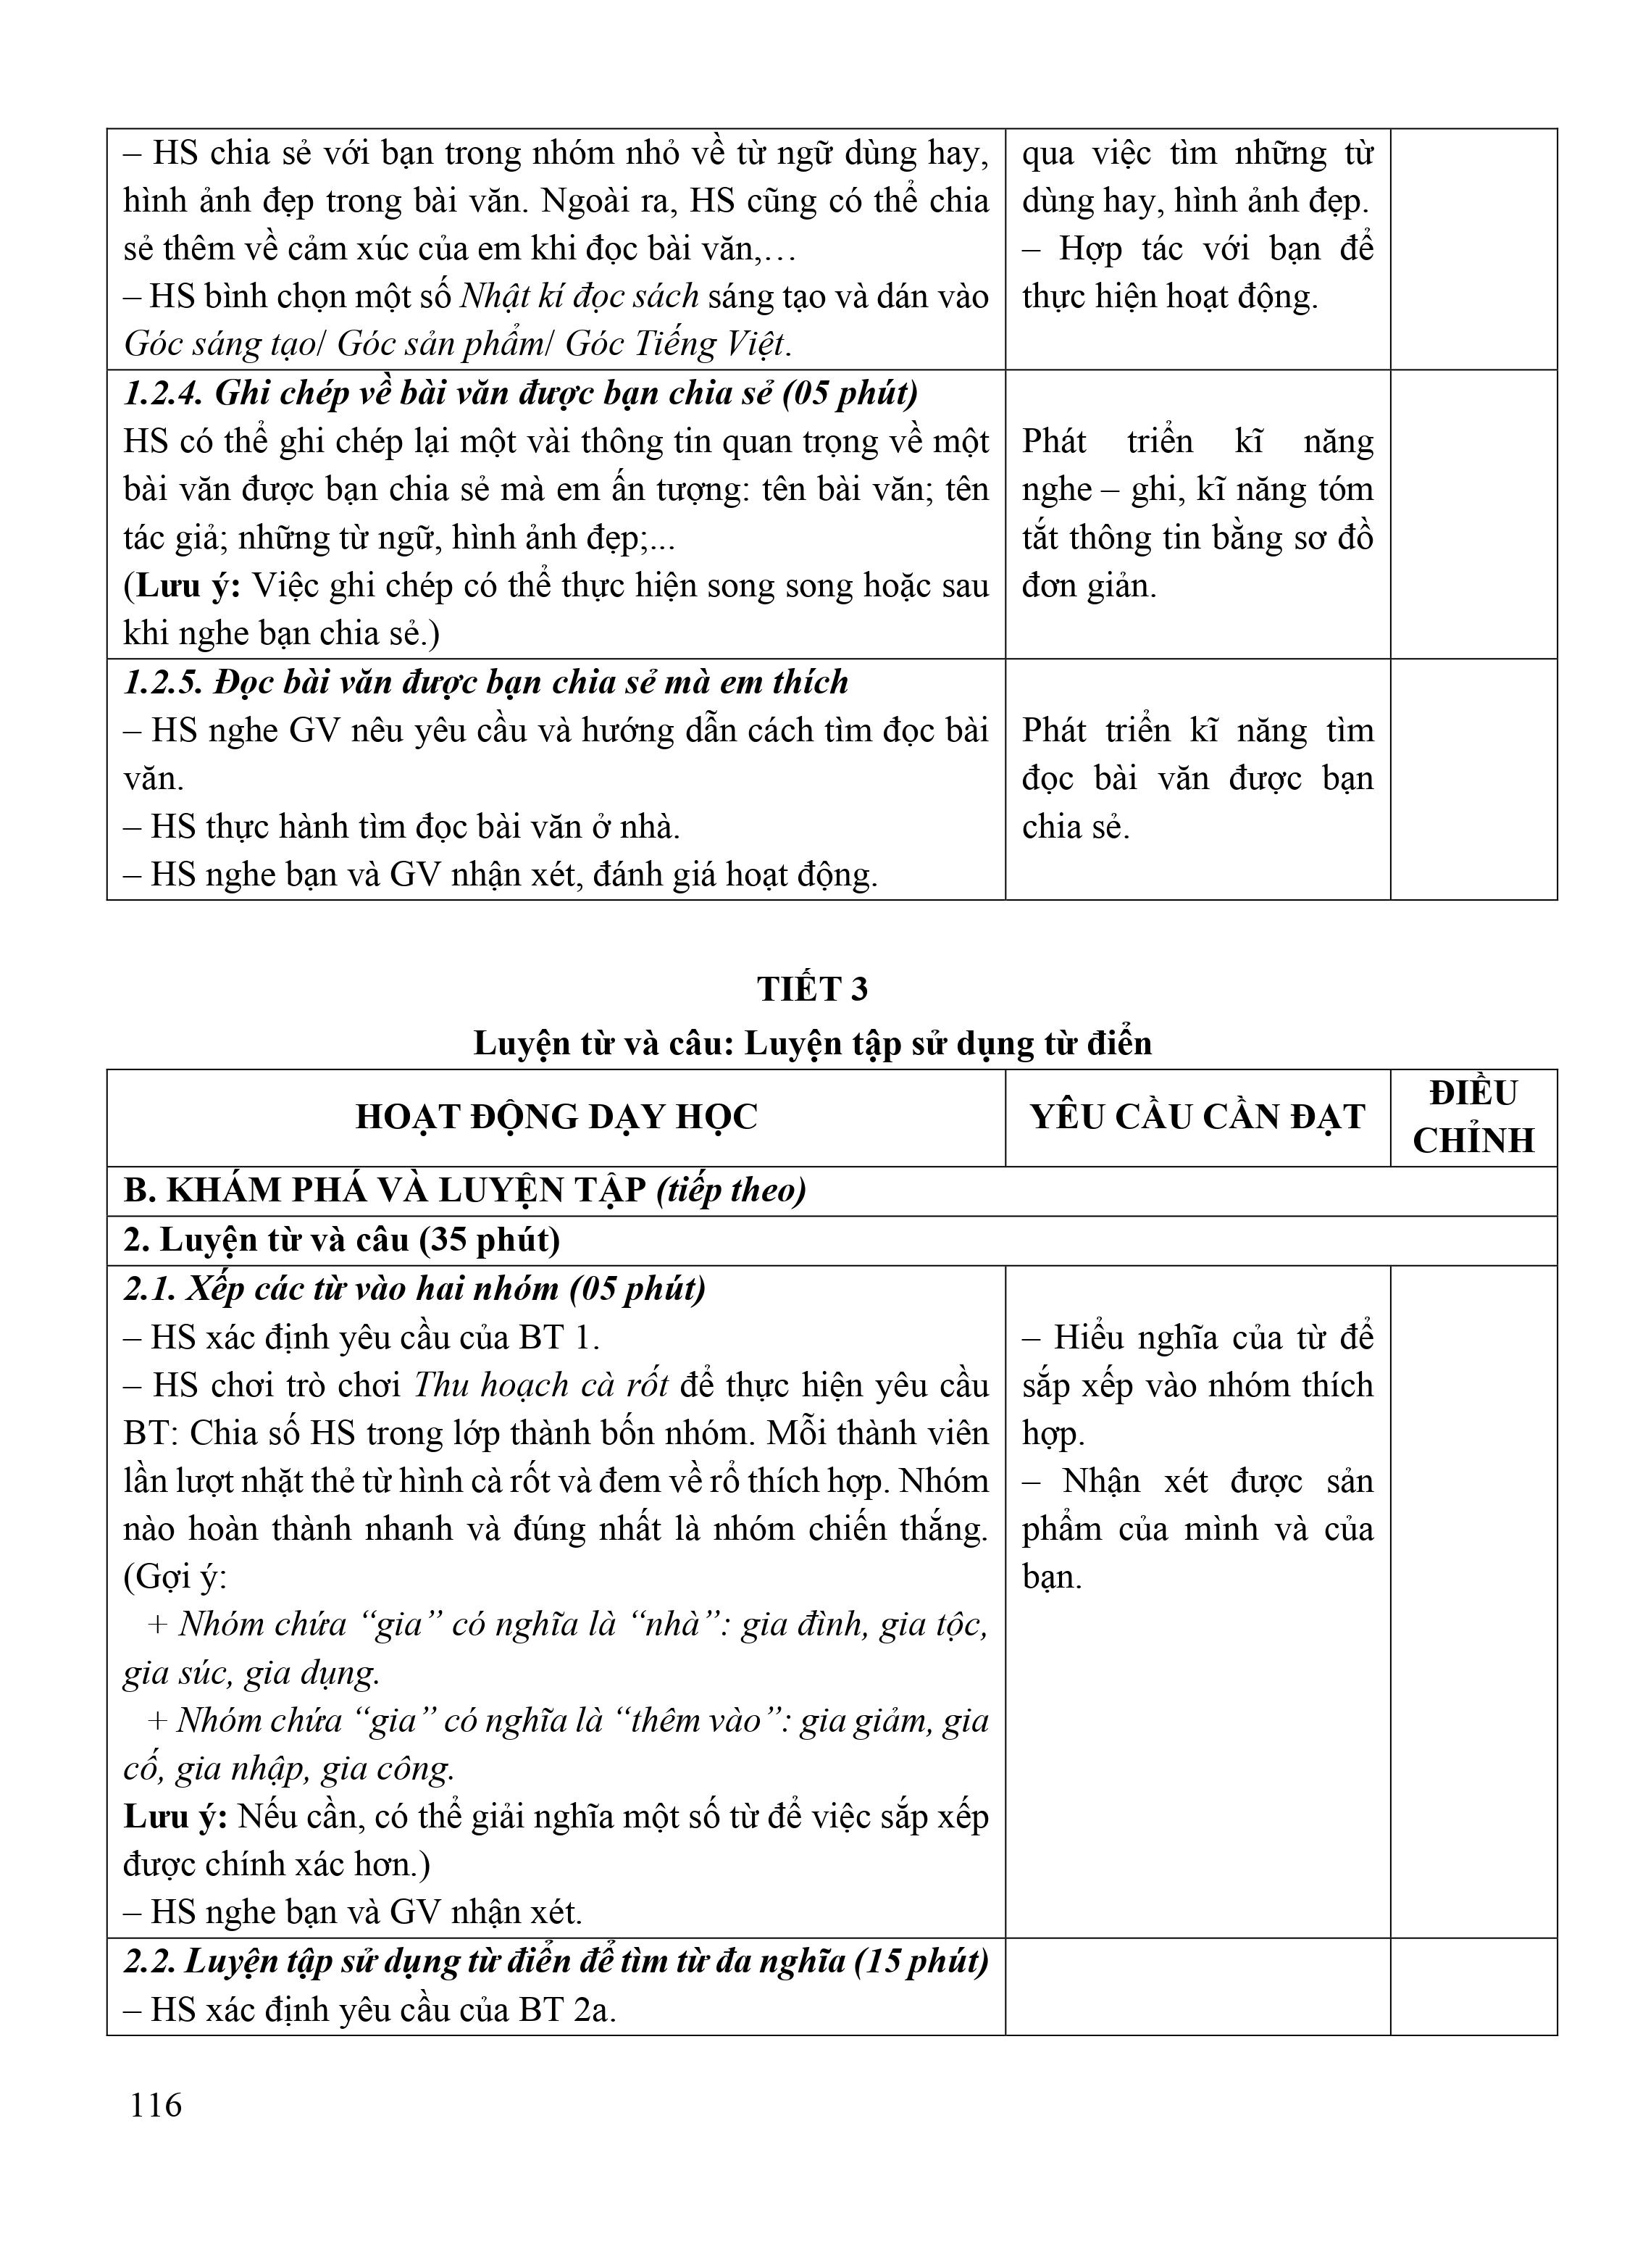 – HS chia sẻ với bạn trong nhóm nhỏ về từ ngữ dùng hay,
hình ảnh đẹp trong bài văn. Ngoài ra, HS cũng có thể chia
sẻ thêm về cảm xúc của em khi đọc bài văn,…
– HS bình chọn một số Nhật kí đọc sách sáng tạo và dán vào
Góc sáng tạo/ Góc sản phẩm/ Góc Tiếng Việt.
qua việc tìm những từ
dùng hay, hình ảnh đẹp.
– Hợp tác với bạn để
thực hiện hoạt động.
1.2.4. Ghi chép về bài văn được bạn chia sẻ (05 phút)
HS có thể ghi chép lại một vài thông tin quan trọng về một
bài văn được bạn chia sẻ mà em ấn tượng: tên bài văn; tên
tác giả; những từ ngữ, hình ảnh đẹp;...
(Lưu ý: Việc ghi chép có thể thực hiện song song hoặc sau
khi nghe bạn chia sẻ.)
Phát triển kĩ năng
nghe – ghi, kĩ năng tóm
tắt thông tin bằng sơ đồ
đơn giản.
1.2.5. Đọc bài văn được bạn chia sẻ mà em thích
– HS nghe GV nêu yêu cầu và hướng dẫn cách tìm đọc bài
văn.
– HS thực hành tìm đọc bài văn ở nhà.
– HS nghe bạn và GV nhận xét, đánh giá hoạt động.
Phát triển kĩ năng tìm
đọc bài văn được bạn
chia sẻ.
TIẾT 3
Luyện từ và câu: Luyện tập sử dụng từ điển
HOẠT ĐỘNG DẠY HỌC
YÊU CẦU CẦN ĐẠT
ĐIỀU
CHỈNH
B. KHÁM PHÁ VÀ LUYỆN TẬP (tiếp theo)
2. Luyện từ và câu (35 phút)
2.1. Xếp các từ vào hai nhóm (05 phút)
– HS xác định yêu cầu của BT 1.
– HS chơi trò chơi Thu hoạch cà rốt để thực hiện yêu cầu
BT: Chia số HS trong lớp thành bốn nhóm. Mỗi thành viên
lần lượt nhặt thẻ từ hình cà rốt và đem về rổ thích hợp. Nhóm
nào hoàn thành nhanh và đúng nhất là nhóm chiến thắng.
(Gợi ý:
+ Nhóm chứa “gia” có nghĩa là “nhà”: gia đình, gia tộc,
gia súc, gia dụng.
+ Nhóm chứa “gia” có nghĩa là “thêm vào”: gia giảm, gia
cố, gia nhập, gia công.
Lưu ý: Nếu cần, có thể giải nghĩa một số từ để việc sắp xếp
được chính xác hơn.)
– HS nghe bạn và GV nhận xét.
– Hiểu nghĩa của từ để
sắp xếp vào nhóm thích
hợp.
– Nhận xét được sản
phẩm của mình và của
bạn.
2.2. Luyện tập sử dụng từ điển để tìm từ đa nghĩa (15 phút)
– HS xác định yêu cầu của BT 2a.
116